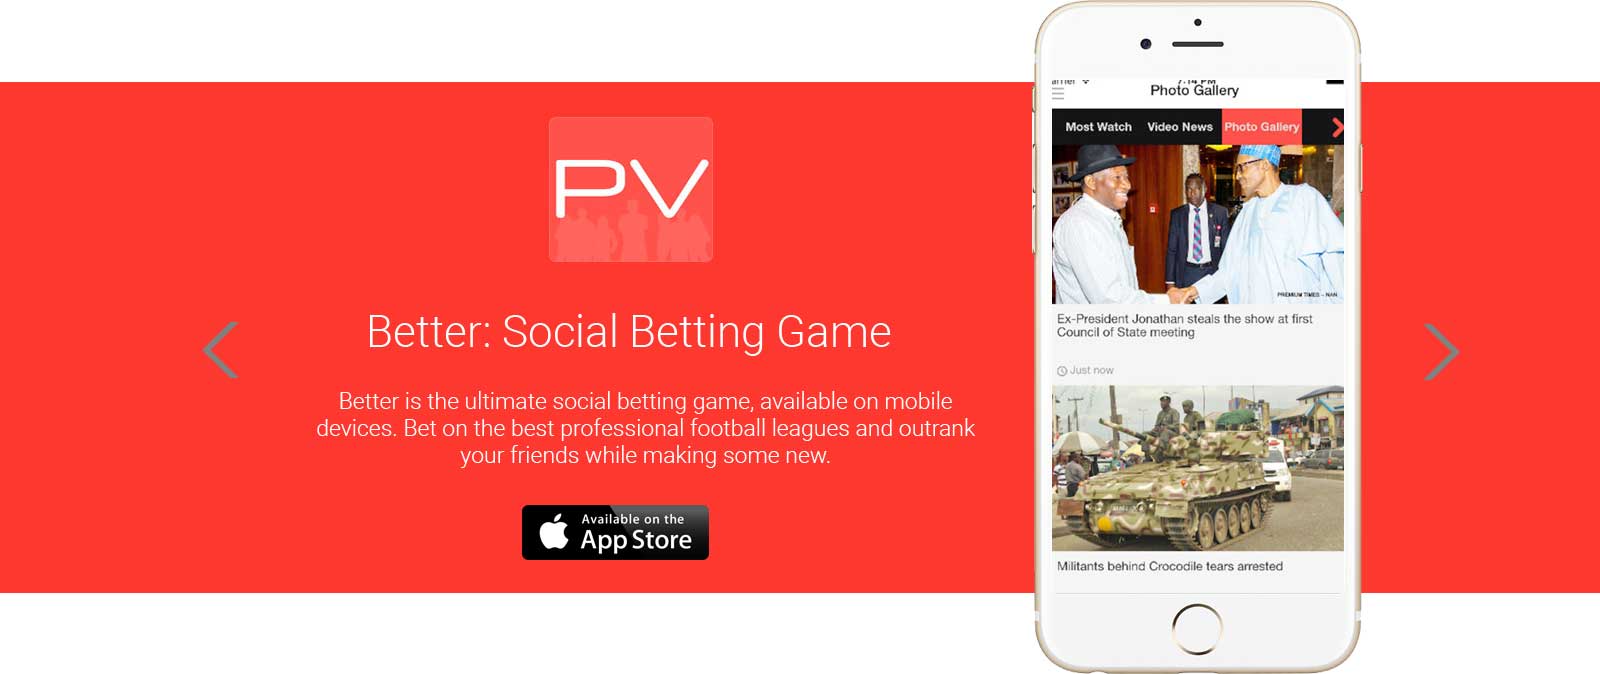 PV
Better: Social Betting Game
Better is the ultimate social betting game, available on mobile
devices. Bet on the best professional football leagues and outrank
your friends while making some new.
Available on the
App Store
7:14 PM
Photo Gallery
Most Watch Video News Photo Gallery
PREMIUM TIMES – NAN
Ex-President Jonathan steals the show at first
Council of State meeting
Just now
Militants behind Crocodile tears arrested